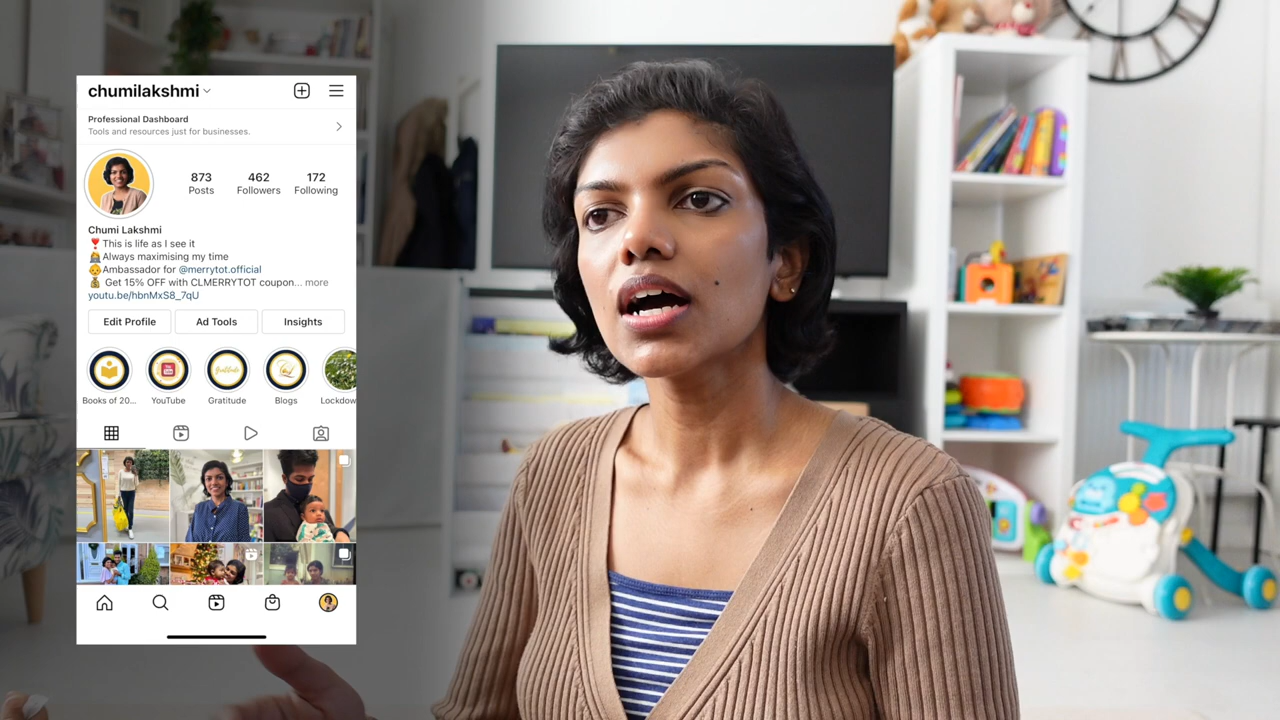 chumilakshmi
Professional Dashboard
Tools and resources just for businesses.
873 462 172
Posts Followers Following
Chumi Lakshmi
❣️This is life as I see it
Always maximising my time
Ambassador for @merrytot.official
💰 Get 15% OFF with CLMERRYTOT coupon... more
youtu.be/hbnMxS8_7qU
Edit Profile Ad Tools Insights
Gratitude
Books of 20... YouTube Gratitude Blogs Lockdow